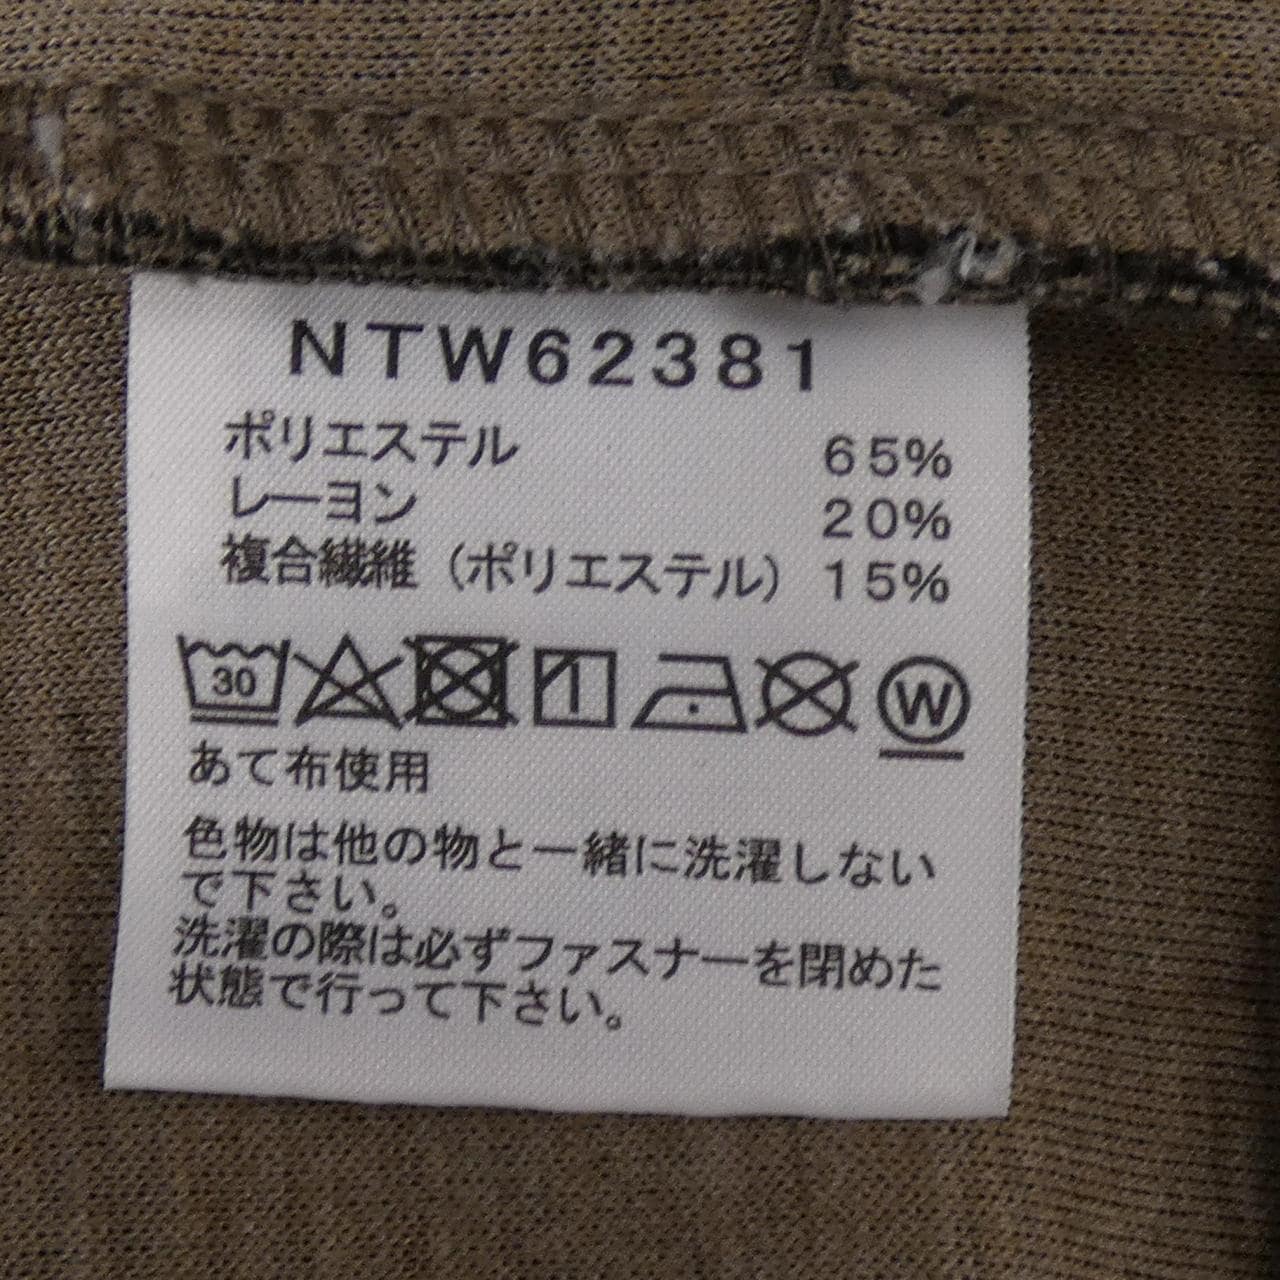 NTW62381
ポリエステル 65%
レーヨン 20%
複合繊維（ポリエステル） 15%
30 W
あて布使用
色物は他の物と一緒に洗濯しない
で下さい。
洗濯の際は必ずファスナーを閉めた
状態で行って下さい。